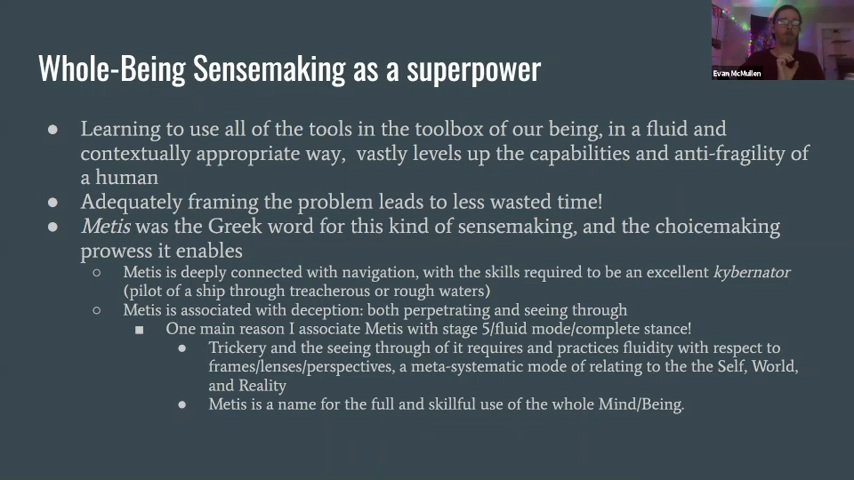 Whole-Being Sensemaking as a superpower
Evan McMullen
● Learning to use all of the tools in the toolbox of our being, in a fluid and
contextually appropriate way, vastly levels up the capabilities and anti-fragility of
a human
● Adequately framing the problem leads to less wasted time!
● Metis was the Greek word for this kind of sensemaking, and the choicemaking
prowess it enables
○ Metis is deeply connected with navigation, with the skills required to be an excellent kybernator
(pilot of a ship through treacherous or rough waters)
○ Metis is associated with deception: both perpetrating and seeing through
■ One main reason I associate Metis with stage 5/fluid mode/complete stance!
● Trickery and the seeing through of it requires and practices fluidity with respect to
frames/lenses/perspectives, a meta-systematic mode of relating to the the Self, World,
and Reality
● Metis is a name for the full and skillful use of the whole Mind/Being.